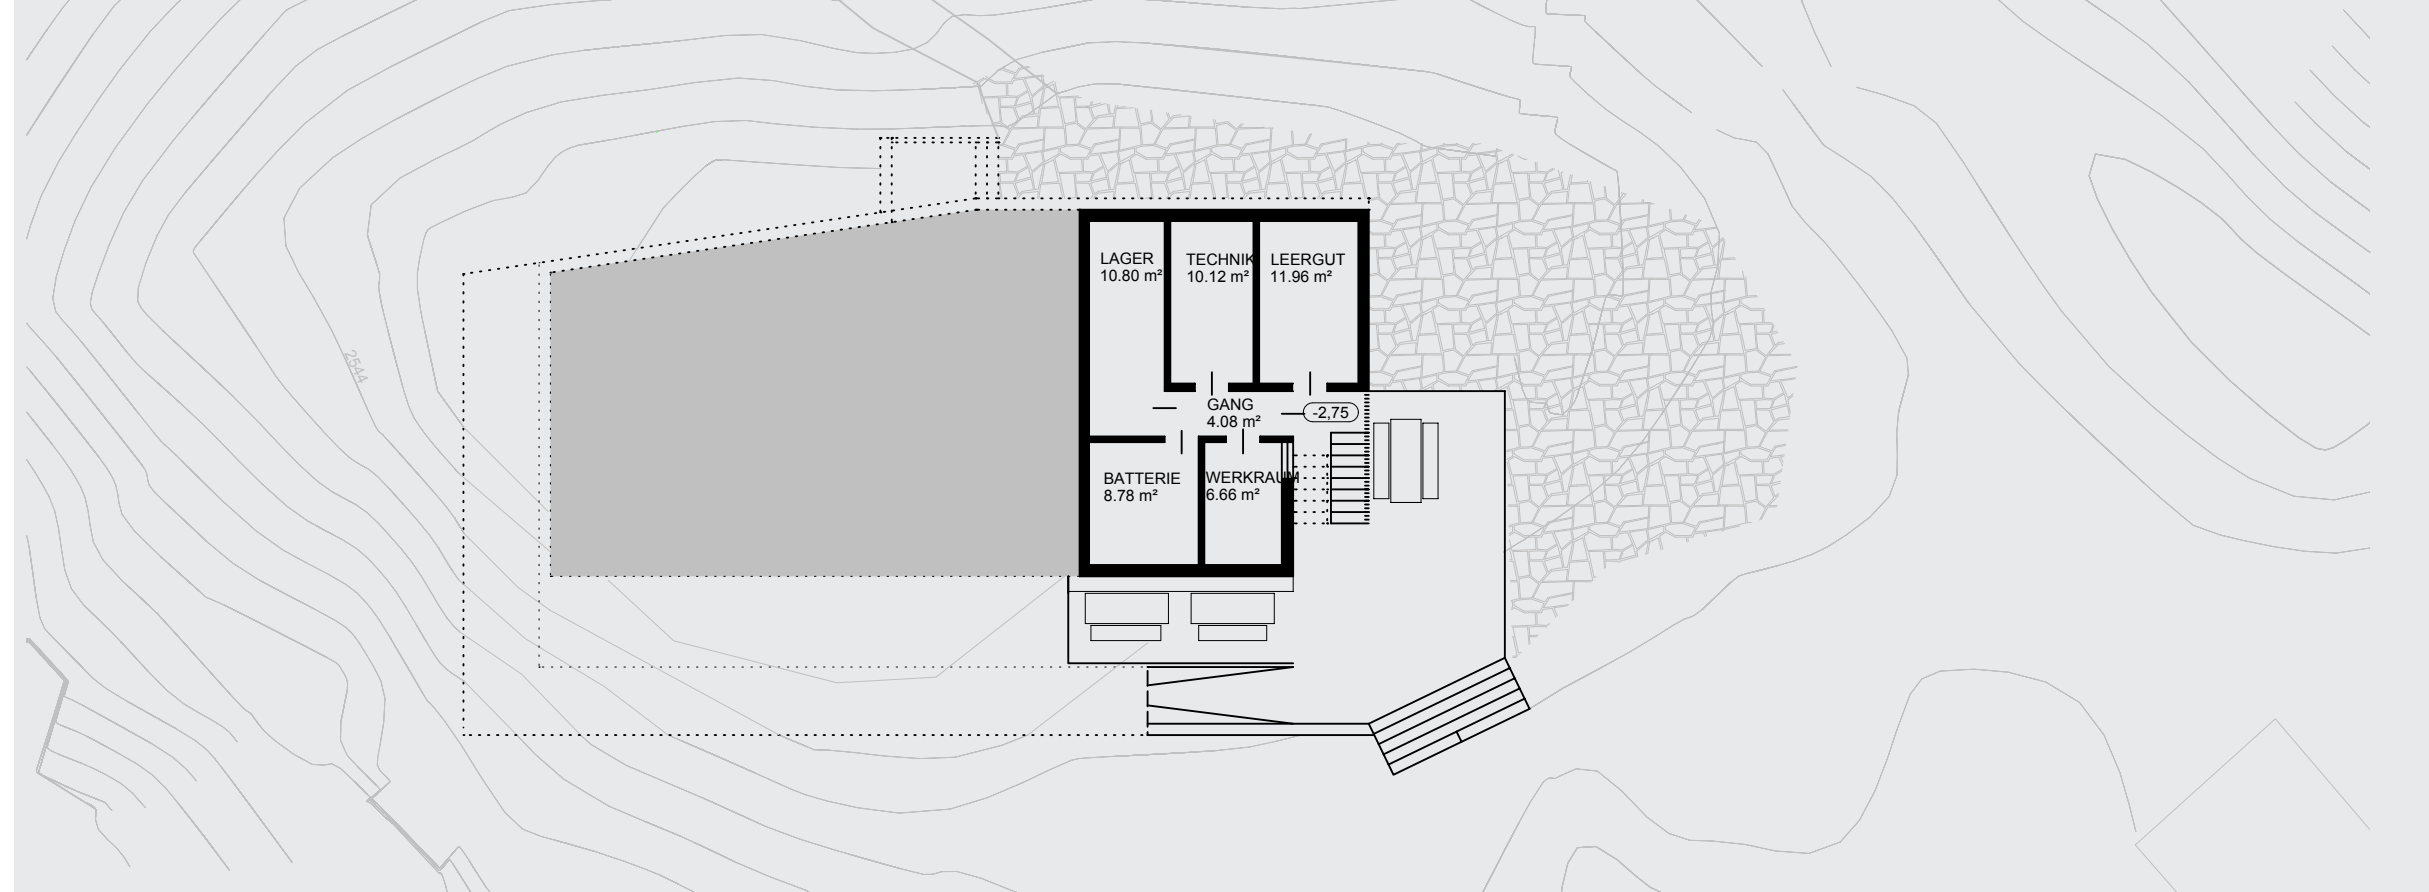 LAGER
10.80 m²
TECHNIK
10.12 m²
LEERGUT
11.96 m²
2544
GANG
4.08 m²
-2,75
BATTERIE
8.78 m²
WERKRAUM
6.66 m²